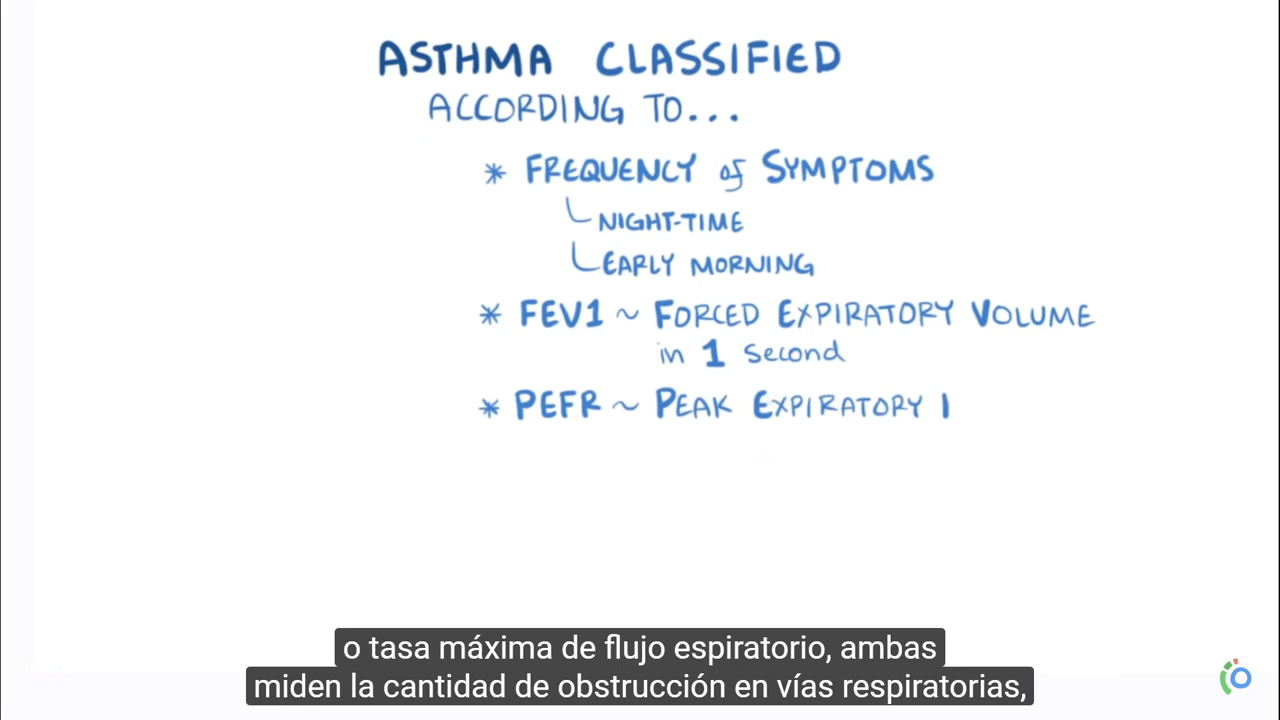 ASTHMA CLASSIFIED
ACCORDING TO...
* FREQUENCY of SYMPTOMS
NIGHT-TIME
EARLY MORNING
* FEV1 ~ FORCED EXPIRATORY VOLUME
in 1 Second
* PEFR ~ PEAK EXPIRATORY I
o tasa máxima de flujo espiratorio, ambas
miden la cantidad de obstrucción en vías respiratorias,